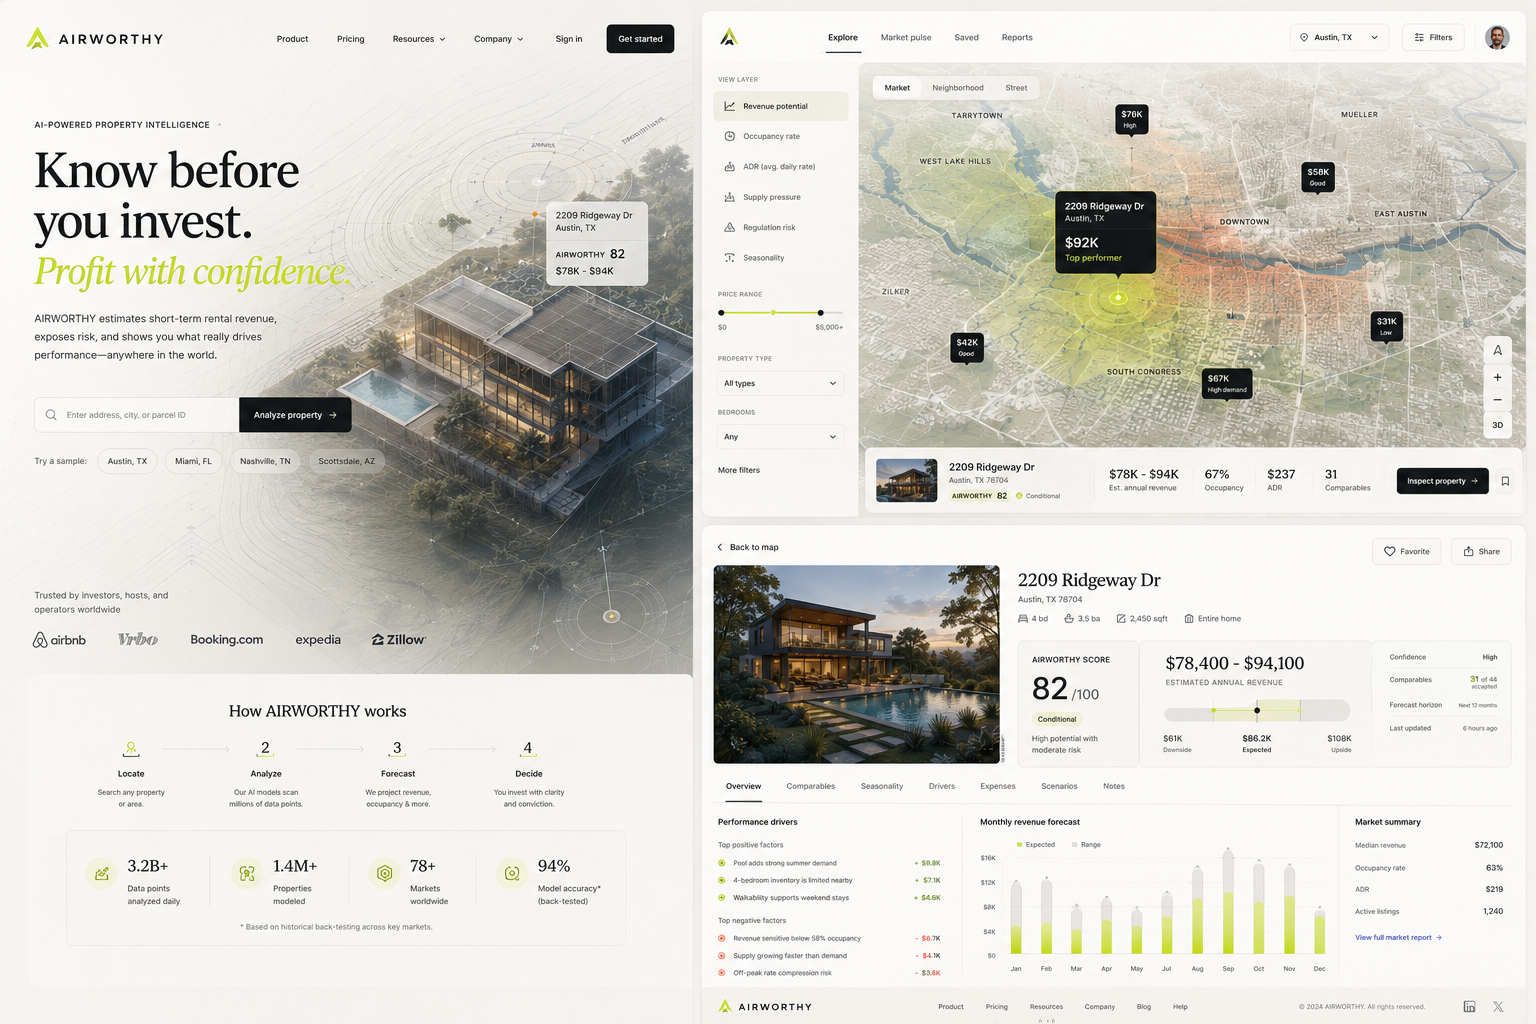 AIRWORTHY
Product
Pricing
Resources
Company
Sign in
Get started
AI-POWERED PROPERTY INTELLIGENCE
Know before
you invest.
Profit with confidence.
AIRWORTHY estimates short-term rental revenue,
exposes risk, and shows you what really drives
performance—anywhere in the world.
Enter address, city, or parcel ID
Analyze property →
Try a sample:
Austin, TX
Miami, FL
Nashville, TN
Scottsdale, AZ
2209 Ridgeway Dr
Austin, TX
AIRWORTHY 82
$78K - $94K
Trusted by investors, hosts, and
operators worldwide
airbnb
Vrbo
Booking.com
expedia
Zillow
How AIRWORTHY works
2
3
4
Locate
Analyze
Forecast
Decide
Search any property
or area.
Our AI models scan
millions of data points.
We project revenue,
occupancy & more.
You invest with clarity
and conviction.
3.2B+
Data points
analyzed daily
1.4M+
Properties
modeled
78+
Markets
worldwide
94%
Model accuracy*
(back-tested)
* Based on historical back-testing across key markets.
Explore
Market pulse
Saved
Reports
Austin, TX
Filters
VIEW LAYER
Revenue potential
Occupancy rate
ADR (avg. daily rate)
Supply pressure
Regulation risk
Seasonality
PRICE RANGE
$0
$5,000+
PROPERTY TYPE
All types
BEDROOMS
Any
More filters
Market
Neighborhood
Street
TARRYTOWN
$76K
High
MUELLER
WEST LAKE HILLS
$58K
Good
2209 Ridgeway Dr
Austin, TX
$92K
Top performer
DOWNTOWN
EAST AUSTIN
ZILKER
$31K
Low
$42K
Good
SOUTH CONGRESS
$67K
High demand
+
−
3D
2209 Ridgeway Dr
Austin, TX 78704
AIRWORTHY 82
Conditional
$78K - $94K
Est. annual revenue
67%
Occupancy
$237
ADR
31
Comparables
Inspect property →
Back to map
Favorite
Share
2209 Ridgeway Dr
Austin, TX 78704
4 bd
3.5 ba
2,450 sqft
Entire home
AIRWORTHY SCORE
82 /100
Conditional
High potential with
moderate risk
$78,400 - $94,100
ESTIMATED ANNUAL REVENUE
$61K
Downside
$86.2K
Expected
$108K
Upside
Confidence
High
Comparables
31 of 44
accepted
Forecast horizon
Next 12 months
Last updated
6 hours ago
Overview
Comparables
Seasonality
Drivers
Expenses
Scenarios
Notes
Performance drivers
Top positive factors
Pool adds strong summer demand
+ $9.8K
4-bedroom inventory is limited nearby
+ $7.1K
Walkability supports weekend stays
+ $4.6K
Top negative factors
Revenue sensitive below 58% occupancy
- $6.7K
Supply growing faster than demand
- $4.1K
Off-peak rate compression risk
- $3.6K
Monthly revenue forecast
Expected
Range
$16K
$12K
$8K
$4K
$0
Jan
Feb
Mar
Apr
May
Jul
Aug
Sep
Oct
Nov
Dec
Market summary
Median revenue
$72,100
Occupancy rate
63%
ADR
$219
Active listings
1,240
View full market report →
AIRWORTHY
Product
Pricing
Resources
Company
Blog
Help
© 2024 AIRWORTHY. All rights reserved.